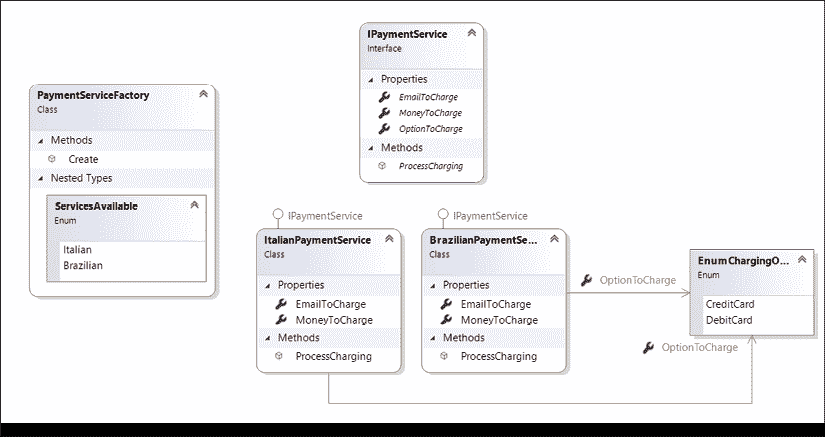 PaymentServiceFactory
Class
Methods
Create
Nested Types
ServicesAvailable
Enum
Italian
Brazilian
IPaymentService
Interface
Properties
EmailToCharge
MoneyToCharge
OptionToCharge
Methods
ProcessCharging
IPaymentService
ItalianPaymentService
Class
Properties
EmailToCharge
MoneyToCharge
Methods
ProcessCharging
IPaymentService
BrazilianPaymentSe...
Class
Properties
EmailToCharge
MoneyToCharge
Methods
ProcessCharging
OptionToCharge
EnumChargingO...
Enum
CreditCard
DebitCard
OptionToCharge